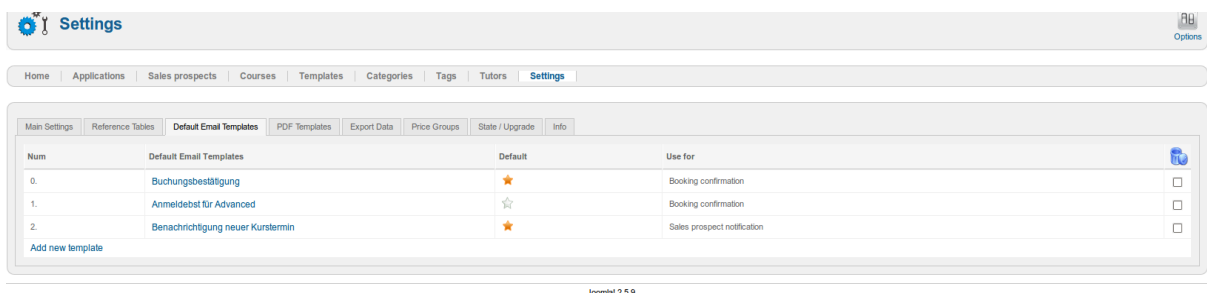 Settings
Options
Home Applications Sales prospects Courses Templates Categories Tags Tutors Settings
Main Settings Reference Tables Default Email Templates PDF Templates Export Data Price Groups State / Upgrade Info
Num Default Email Templates Default Use for
0. Buchungsbestätigung Booking confirmation
1. Anmeldebst für Advanced Booking confirmation
2. Benachrichtigung neuer Kurstermin Sales prospect notification
Add new template
Joomla! 2.5.9